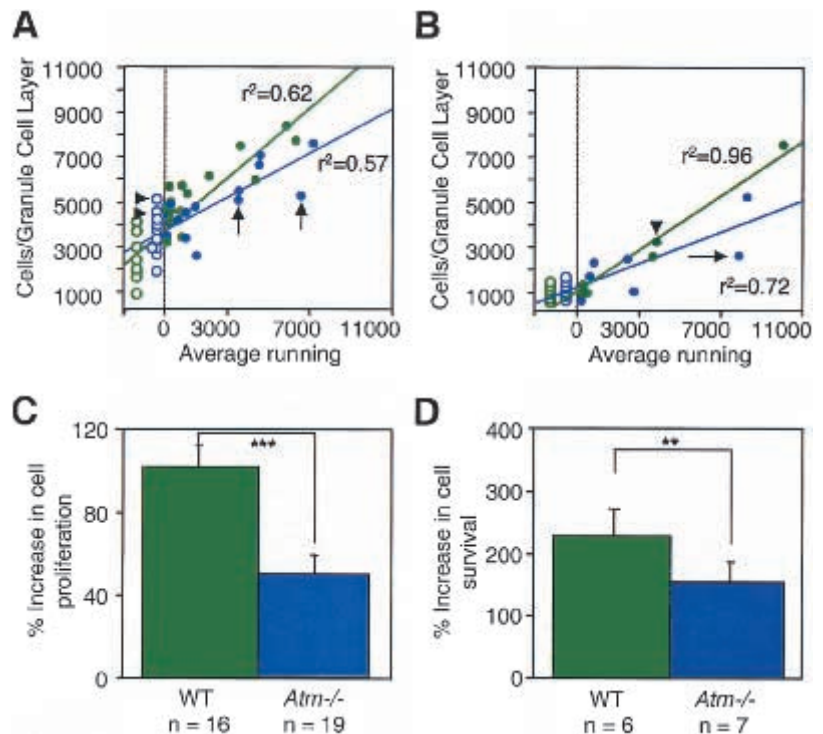 A
Cells/Granule Cell Layer
11000
9000
7000
5000
3000
1000
r²=0.62
r²=0.57
0 3000 7000 11000
Average running
B
Cells/Granule Cell Layer
11000
9000
7000
5000
3000
1000
r²=0.96
r²=0.72
0 3000 7000 11000
Average running
C
% Increase in cell
proliferation
120
80
40
0
***
WT Atm-/-
n = 16 n = 19
D
% Increase in cell
survival
400
300
200
100
0
**
WT Atm-/-
n = 6 n = 7